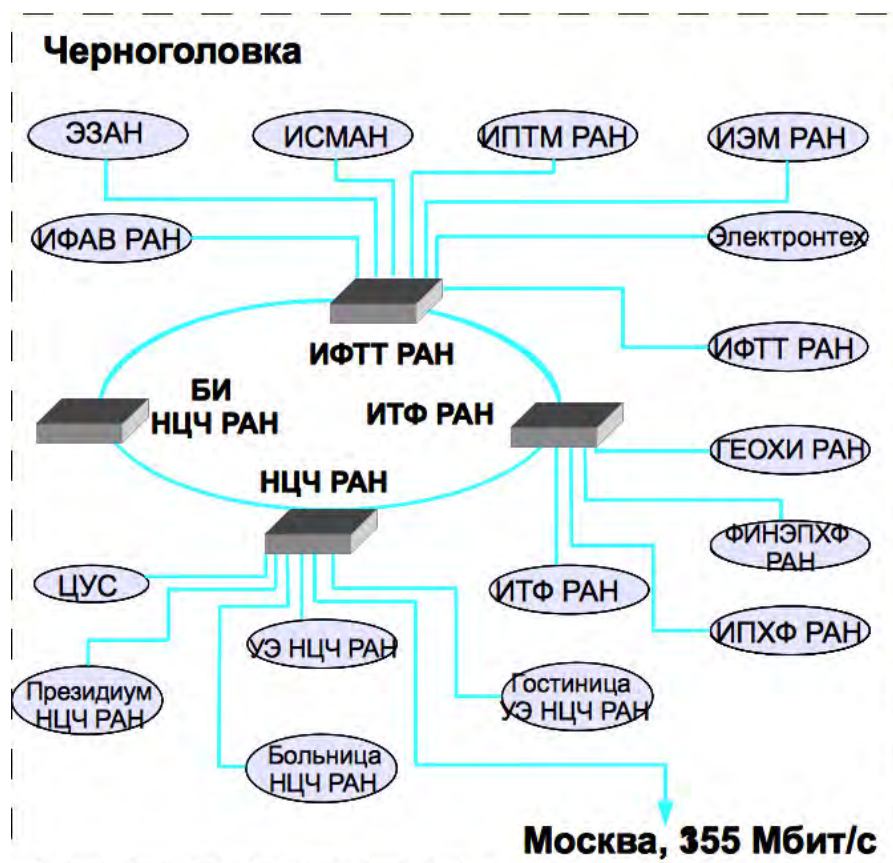 Черноголовка
ЭЗАН
ИСМАН
ИПТМ РАН
ИЭМ РАН
ИФАВ РАН
Электронтех
ИФТТ РАН
ИФТТ РАН
БИ
НЦЧ РАН
ИТФ РАН
ГЕОХИ РАН
НЦЧ РАН
ФИНЭПХФ
РАН
ЦУС
ИТФ РАН
УЭ НЦЧ РАН
ИПХФ РАН
Президиум
НЦЧ РАН
Гостиница
УЭ НЦЧ РАН
Больница
НЦЧ РАН
Москва, 355 Мбит/с